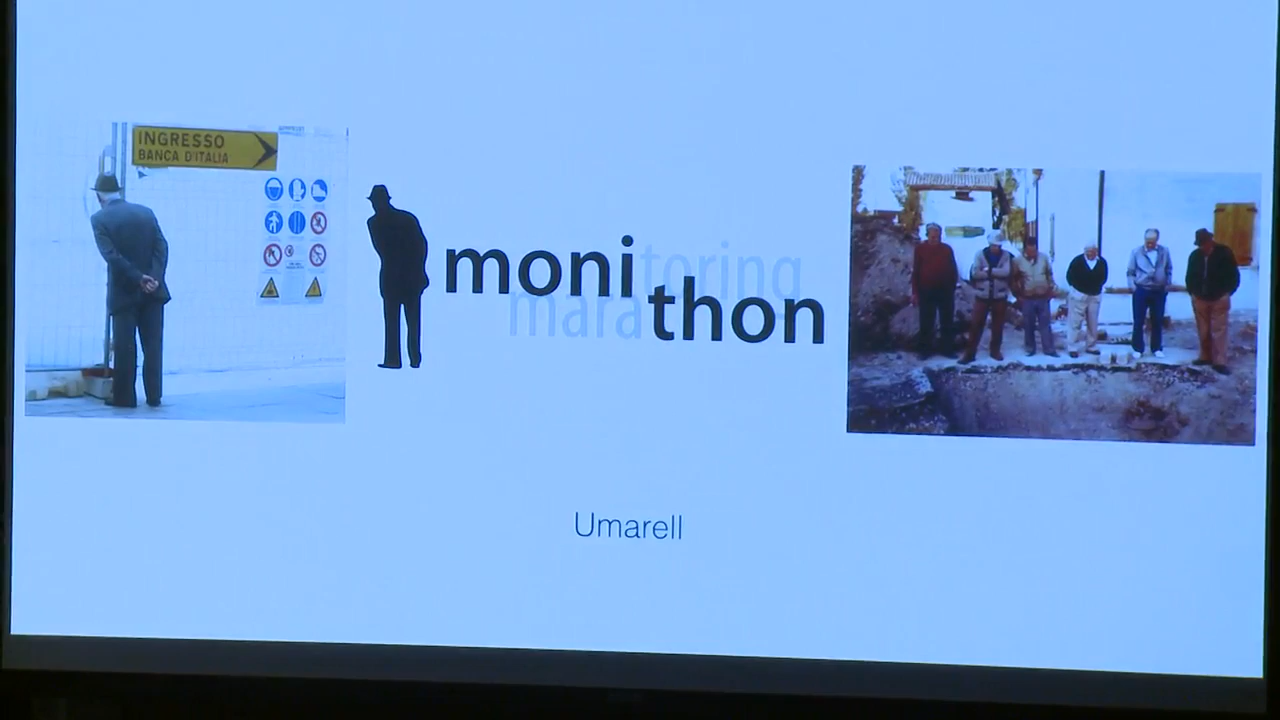 INGRESSO
BANCA D'ITALIA
monitoring
marathon
Umarell